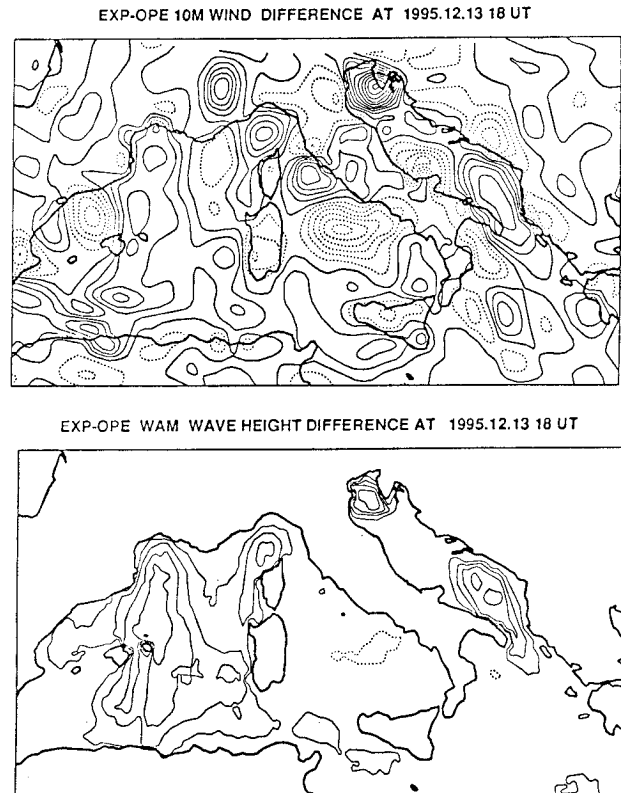 EXP-OPE 10M WIND DIFFERENCE AT 1995.12.13 18 UT
EXP-OPE WAM WAVE HEIGHT DIFFERENCE AT 1995.12.13 18 UT